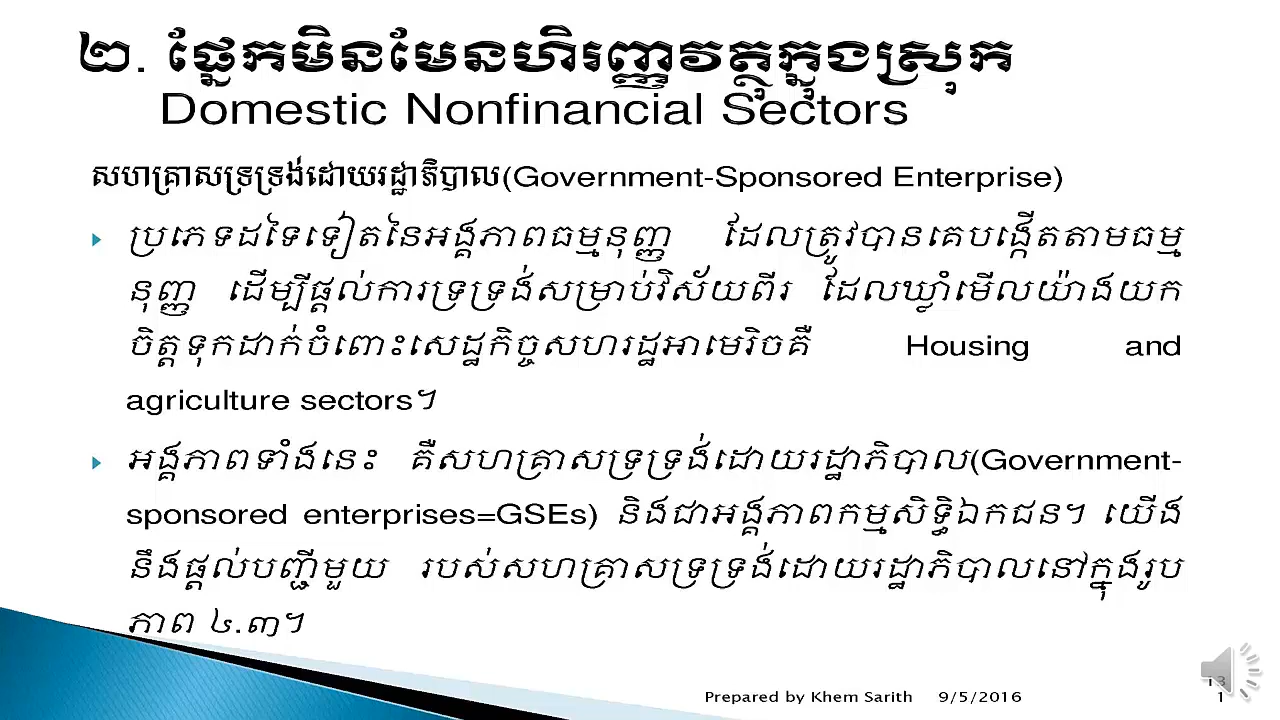 ២. ផ្នែកមិនមែនហិរញ្ញវត្ថុក្នុងស្រុក
Domestic Nonfinancial Sectors
សហគ្រាសទ្រទ្រង់ដោយរដ្ឋាភិបាល(Government-Sponsored Enterprise)
ប្រភេទដទៃទៀតនៃអង្គភាពធម្មនុញ្ញ ដែលត្រូវបានគេបង្កើតតាមធម្ម
នុញ្ញ ដើម្បីផ្តល់ការទ្រទ្រង់សម្រាប់វិស័យពីរ ដែលឃ្លាំមើលយ៉ាងយក
ចិត្តទុកដាក់ចំពោះសេដ្ឋកិច្ចសហរដ្ឋអាមេរិចគឺ Housing and
agriculture sectors។
អង្គភាពទាំងនេះ គឺសហគ្រាសទ្រទ្រង់ដោយរដ្ឋាភិបាល(Government-
sponsored enterprises=GSEs) និងជាអង្គភាពកម្មសិទ្ធិឯកជន។ យើង
នឹងផ្តល់បញ្ជីមួយ របស់សហគ្រាសទ្រទ្រង់ដោយរដ្ឋាភិបាលនៅក្នុងរូប
ភាព ៤.៣។
Prepared by Khem Sarith 9/5/2016
13
1